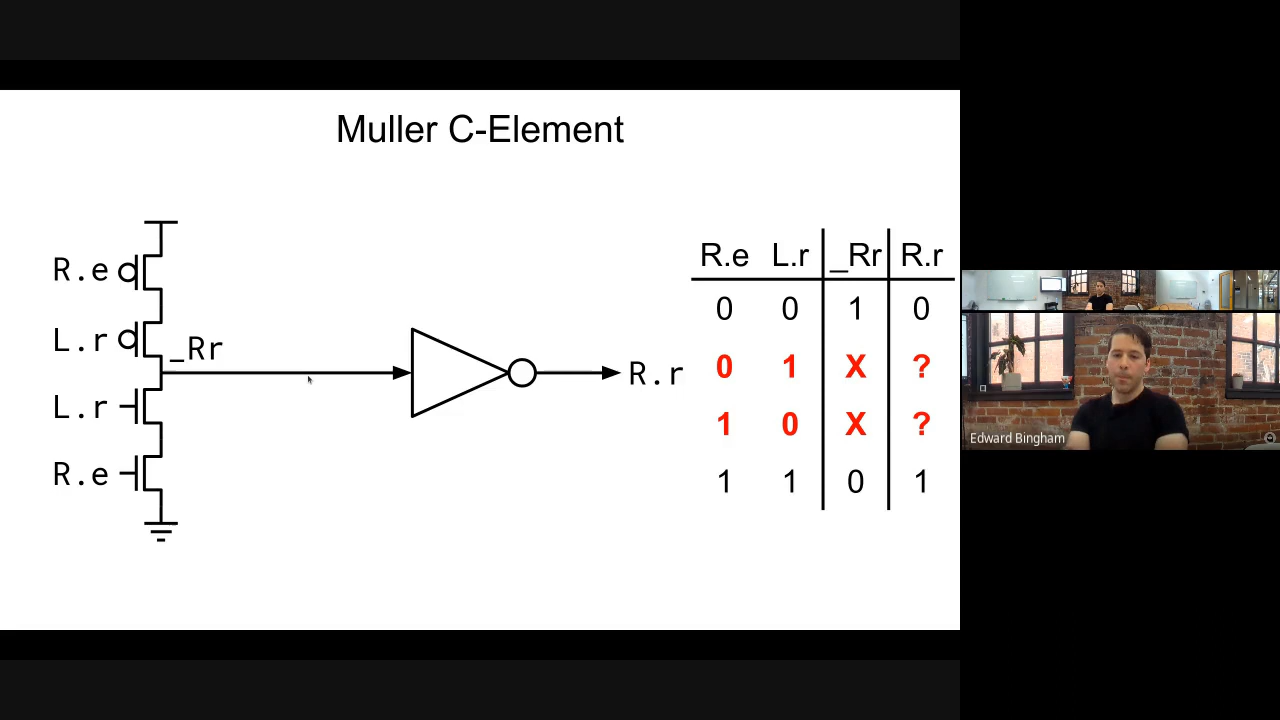 Muller C-Element
R.e
L.r
_Rr
L.r
R.e
R.r
R.e L.r _Rr R.r
0 0 1 0
0 1 X ?
1 0 X ?
1 1 0 1
Edward Bingham